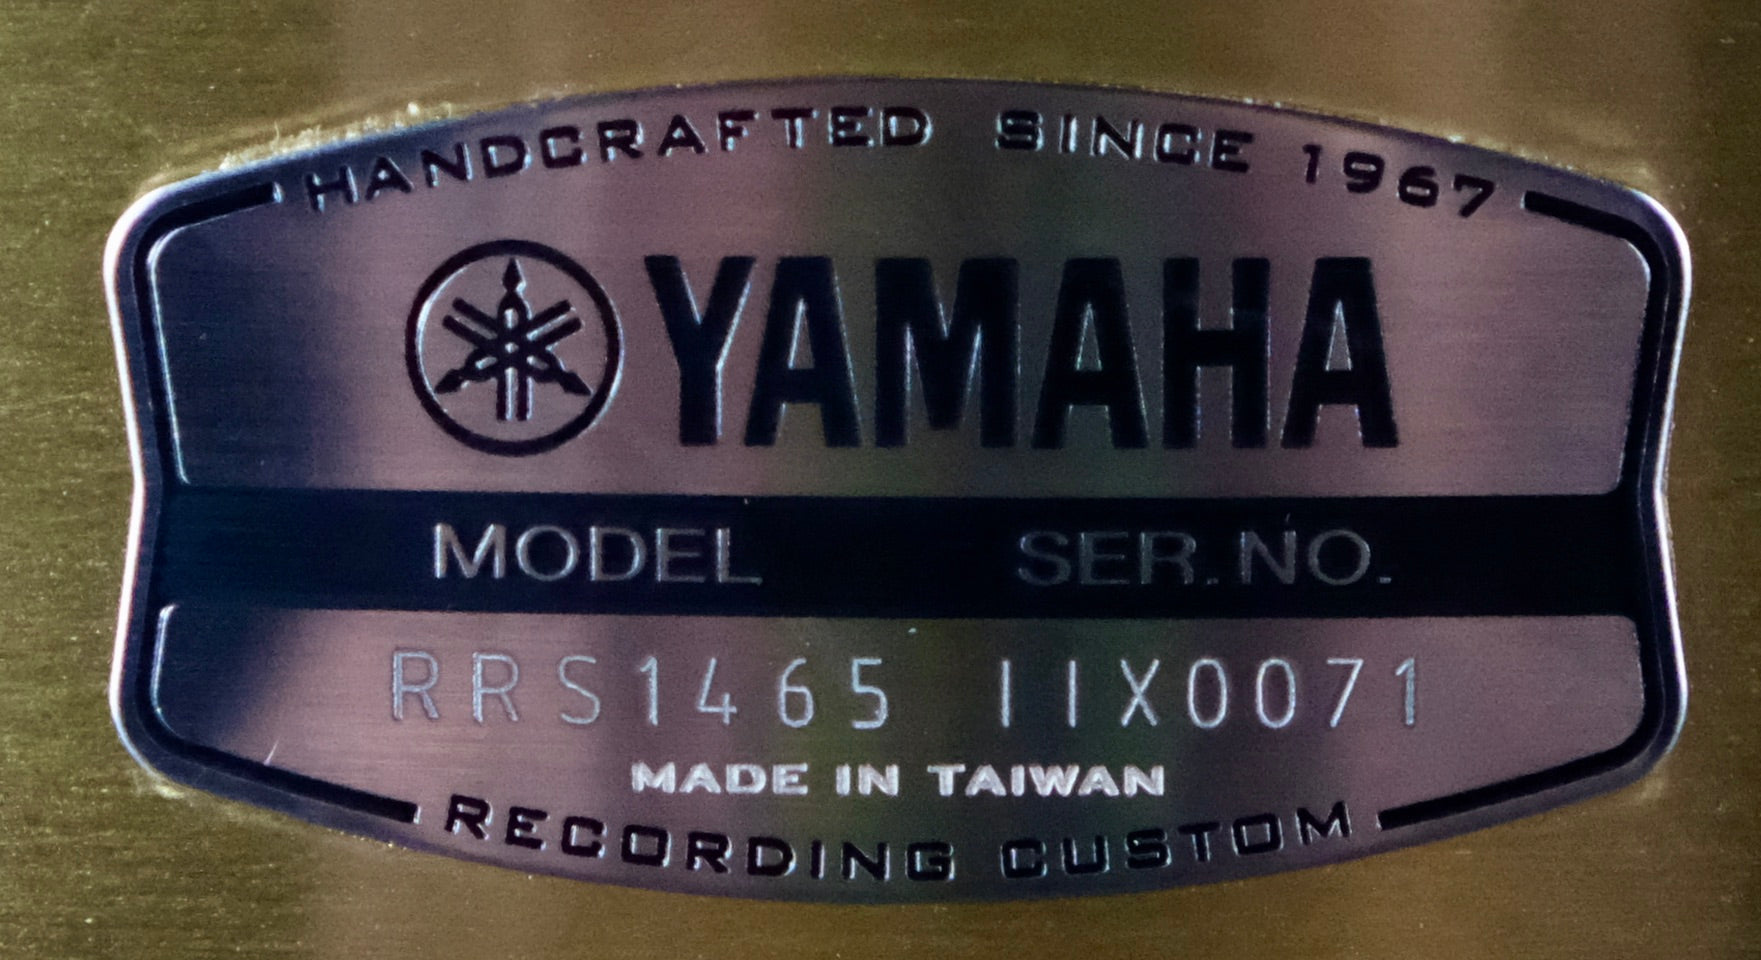 HANDCRAFTED SINCE 1967
YAMAHA
MODEL SER. NO.
RRS1465 IIX0071
MADE IN TAIWAN
RECORDING CUSTOM